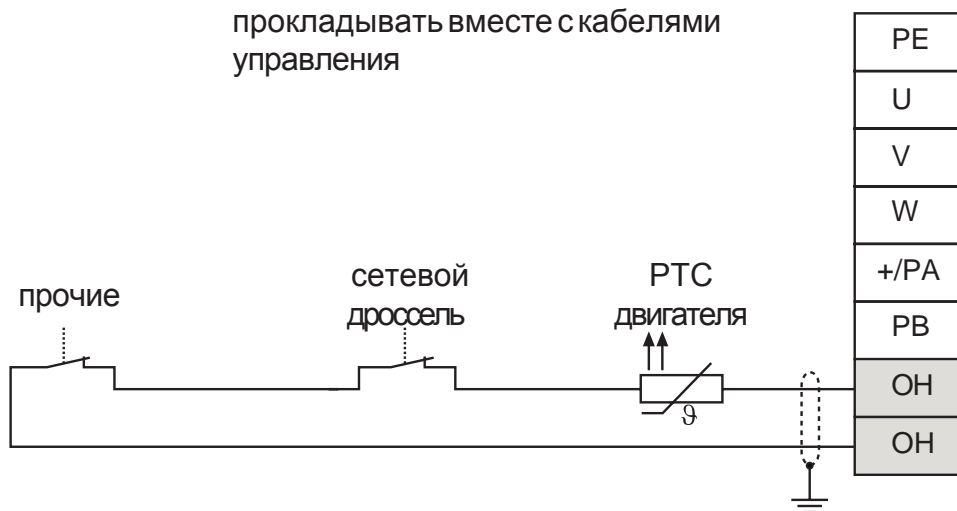 прокладывать вместе с кабелями
управления
PE
U
V
W
+/PA
PB
OH
OH
прочие
сетевой
дроссель
PTC
двигателя
ϑ